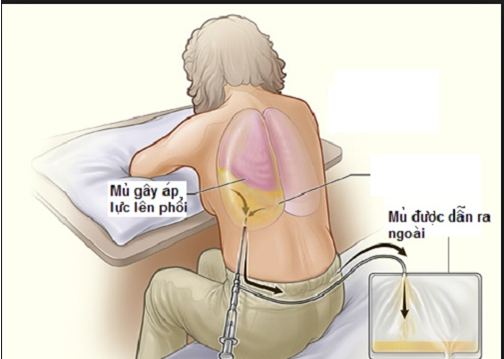 Mủ gây áp
lực lên phổi
Mủ được dẫn ra
ngoài